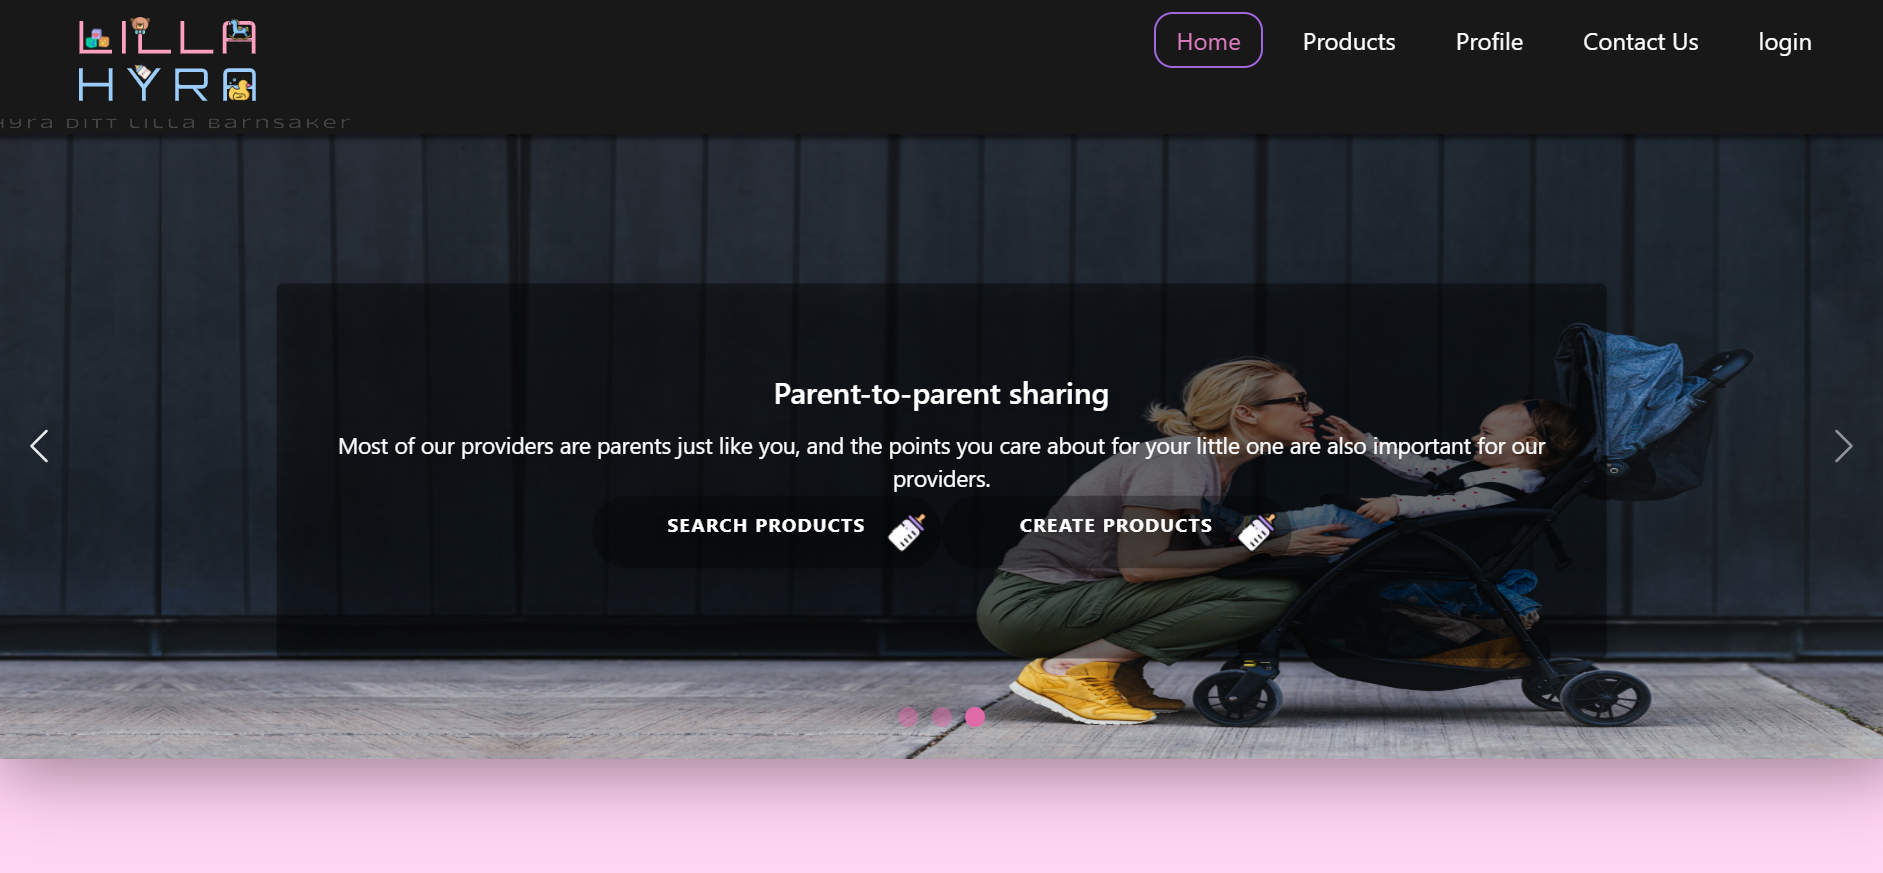 LILLA
HYRA
Hyra Ditt Lilla Barnsaker
Home
Products
Profile
Contact Us
login
Parent-to-parent sharing
Most of our providers are parents just like you, and the points you care about for your little one are also important for our
providers.
SEARCH PRODUCTS
CREATE PRODUCTS